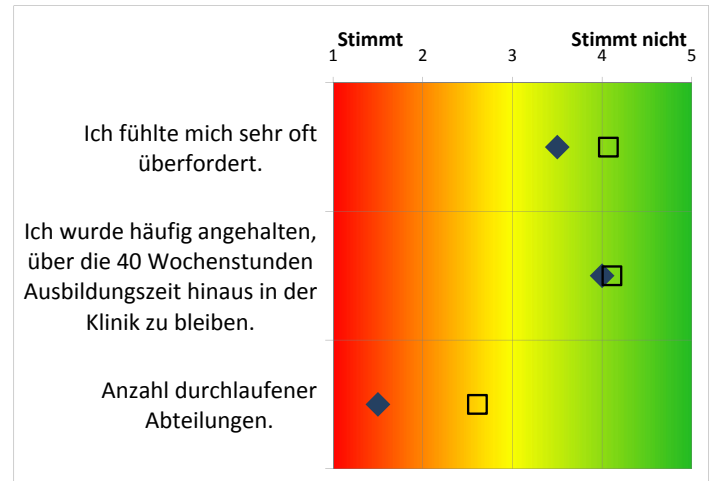 Stimmt Stimmt nicht
1 2 3 4 5
Ich fühlte mich sehr oft
überfordert.
Ich wurde häufig angehalten,
über die 40 Wochenstunden
Ausbildungszeit hinaus in der
Klinik zu bleiben.
Anzahl durchlaufener
Abteilungen.